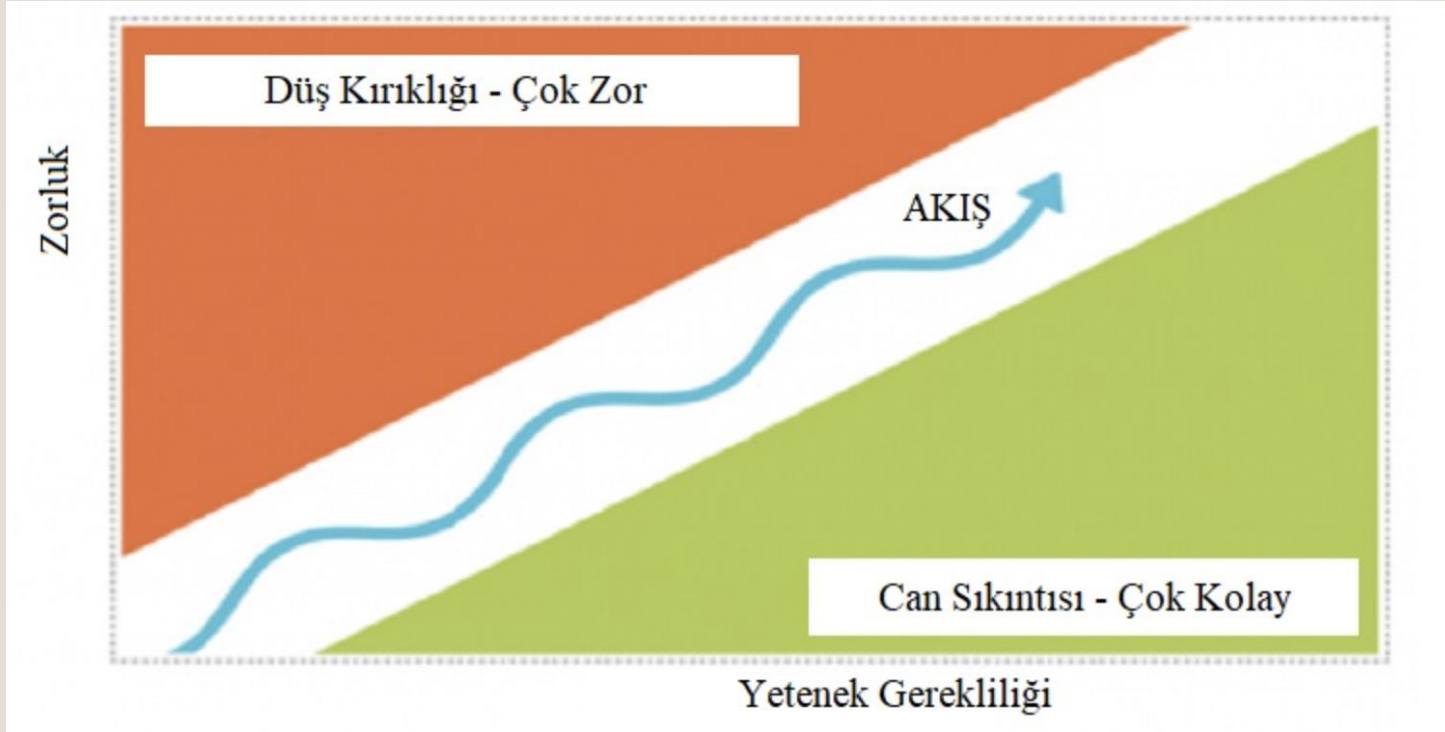 Düş Kırıklığı - Çok Zor
Zorluk
AKIŞ
Can Sıkıntısı - Çok Kolay
Yetenek Gerekliliği